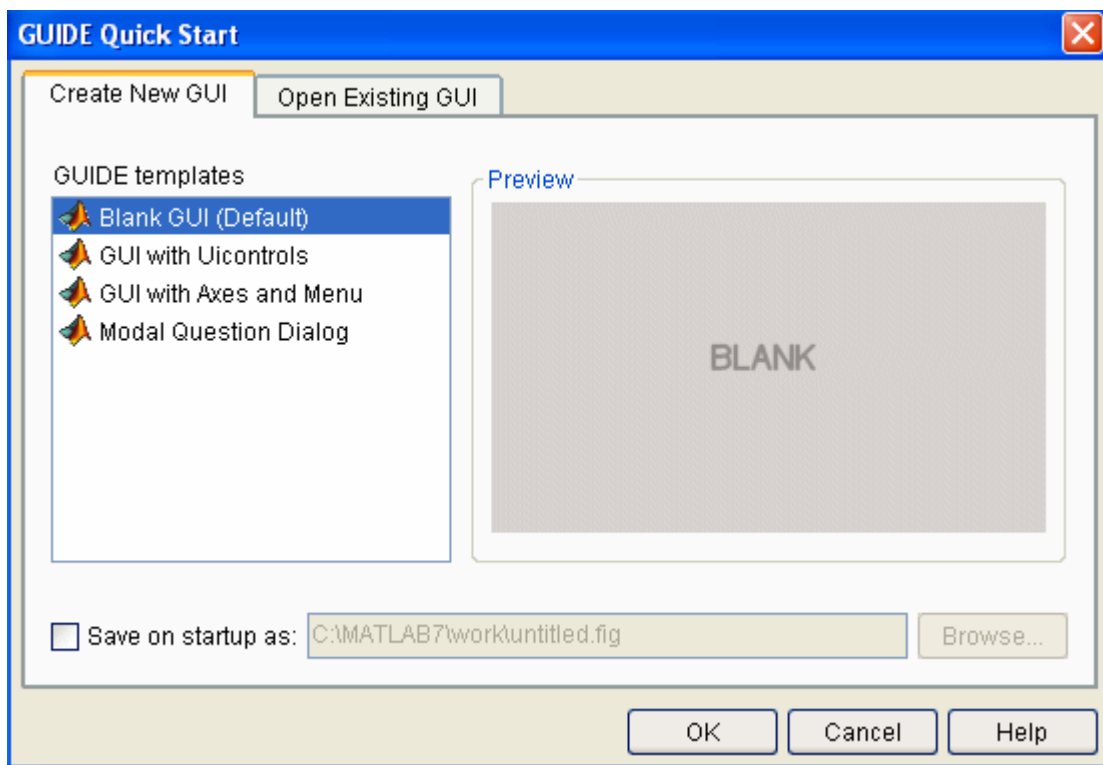 GUIDE Quick Start
Create New GUI
Open Existing GUI
GUIDE templates
Blank GUI (Default)
GUI with Uicontrols
GUI with Axes and Menu
Modal Question Dialog
Preview
BLANK
Save on startup as:
C:\MATLAB7\work\untitled.fig
Browse...
OK
Cancel
Help